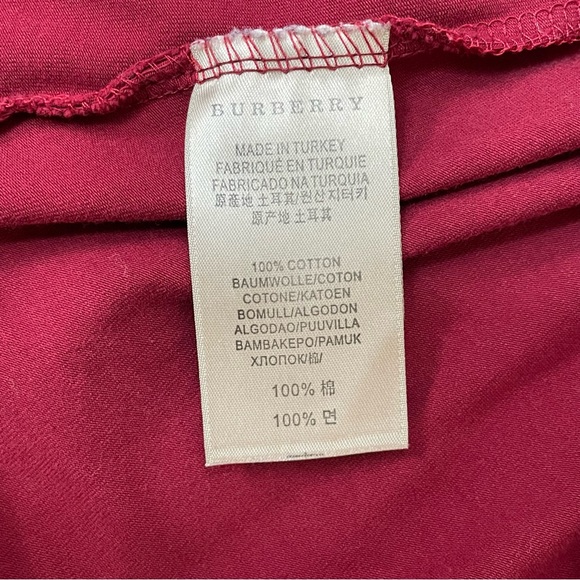 BURBERRY
MADE IN TURKEY
FABRIQUÉ EN TURQUIE
FABRICADO NA TURQUIA
原産地 土耳其/원산지터키
原产地 土耳其
100% COTTON
BAUMWOLLE/COTON
COTONE/KATOEN
BOMULL/ALGODON
ALGODAO/PUUVILLA
BAMBAKEPO/PAMUK
ХЛОПОК/棉/
100% 棉
100% 면